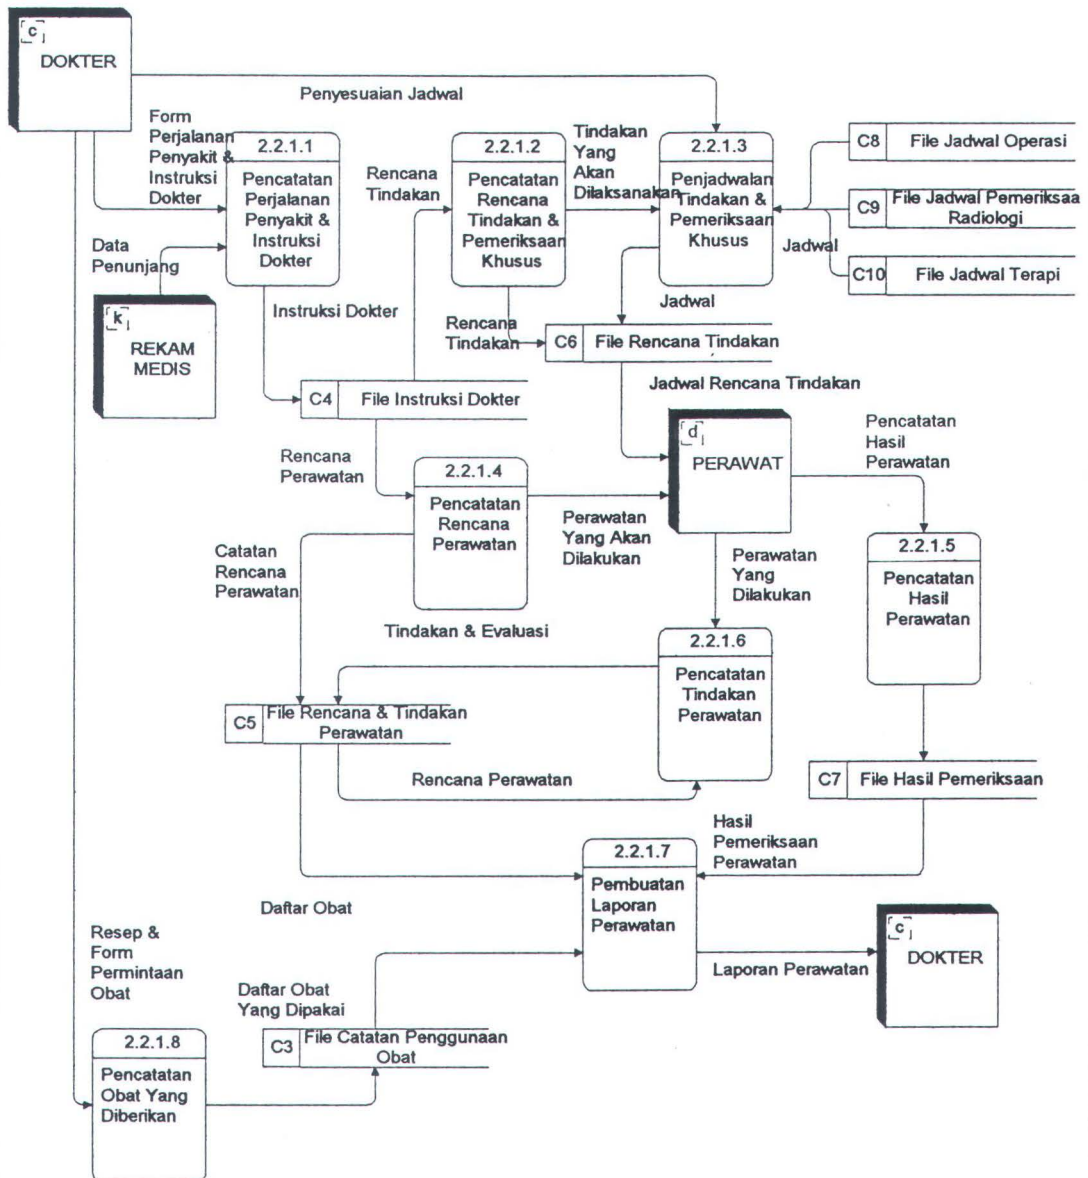 c
DOKTER
Penyesuaian Jadwal
Form
Perjalanan
Penyakit &
Instruksi
Dokter
2.2.1.1
Pencatatan
Perjalanan
Penyakit &
Instruksi
Dokter
Rencana
Tindakan
2.2.1.2
Pencatatan
Rencana
Tindakan &
Pemeriksaan
Khusus
Tindakan
Yang
Akan
Dilaksanakan
2.2.1.3
Penjadwalan
Tindakan &
Pemeriksaan
Khusus
C8 File Jadwal Operasi
C9 File Jadwal Pemeriksaa
Radiologi
Jadwal
C10 File Jadwal Terapi
Data
Penunjang
k
REKAM
MEDIS
Instruksi Dokter
Rencana
Tindakan
Jadwal
C6 File Rencana Tindakan
C4 File Instruksi Dokter
Jadwal Rencana Tindakan
d
PERAWAT
Pencatatan
Hasil
Perawatan
Rencana
Perawatan
2.2.1.4
Pencatatan
Rencana
Perawatan
Perawatan
Yang Akan
Dilakukan
Catatan
Rencana
Perawatan
Perawatan
Yang
Dilakukan
2.2.1.5
Pencatatan
Hasil
Perawatan
Tindakan & Evaluasi
2.2.1.6
Pencatatan
Tindakan
Perawatan
C5 File Rencana & Tindakan
Perawatan
Rencana Perawatan
C7 File Hasil Pemeriksaan
Hasil
Pemeriksaan
Perawatan
2.2.1.7
Pembuatan
Laporan
Perawatan
Daftar Obat
c
DOKTER
Laporan Perawatan
Resep &
Form
Permintaan
Obat
Daftar Obat
Yang Dipakai
C3 File Catatan Penggunaan
Obat
2.2.1.8
Pencatatan
Obat Yang
Diberikan